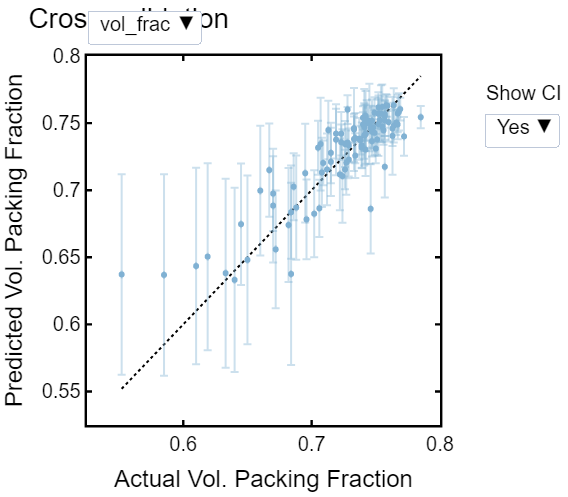 Cros
vol_frac ▼
on
Show CI
Yes ▼
Predicted Vol. Packing Fraction
0.8
0.75
0.7
0.65
0.6
0.55
0.6
0.7
0.8
Actual Vol. Packing Fraction